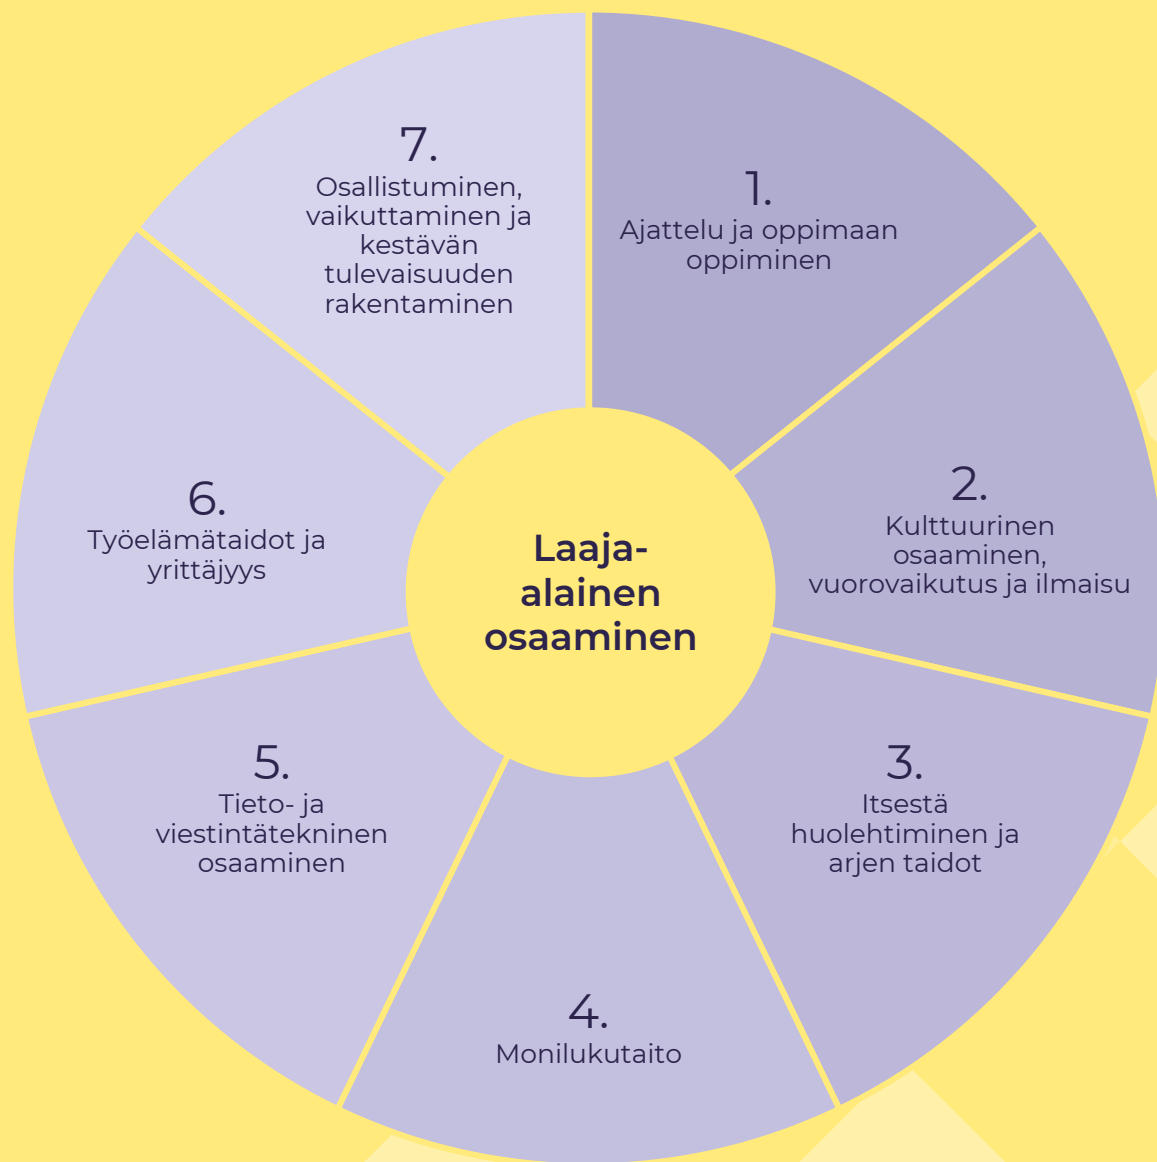 Laaja-
alainen
osaaminen
1.
Ajattelu ja oppimaan
oppiminen
2.
Kulttuurinen
osaaminen,
vuorovaikutus ja ilmaisu
3.
Itsestä
huolehtiminen ja
arjen taidot
4.
Monilukutaito
5.
Tieto- ja
viestintätekninen
osaaminen
6.
Työelämätaidot ja
yrittäjyys
7.
Osallistuminen,
vaikuttaminen ja
kestävän
tulevaisuuden
rakentaminen